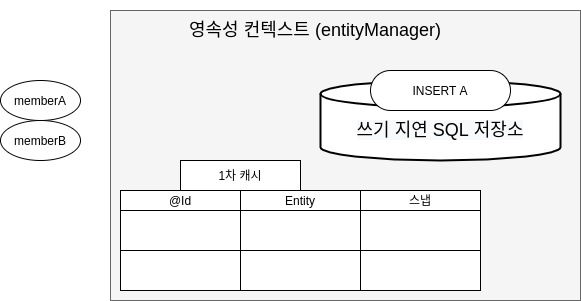 영속성 컨텍스트 (entityManager)
memberA
memberB
INSERT A
쓰기 지연 SQL 저장소
1차 캐시
@Id Entity 스냅